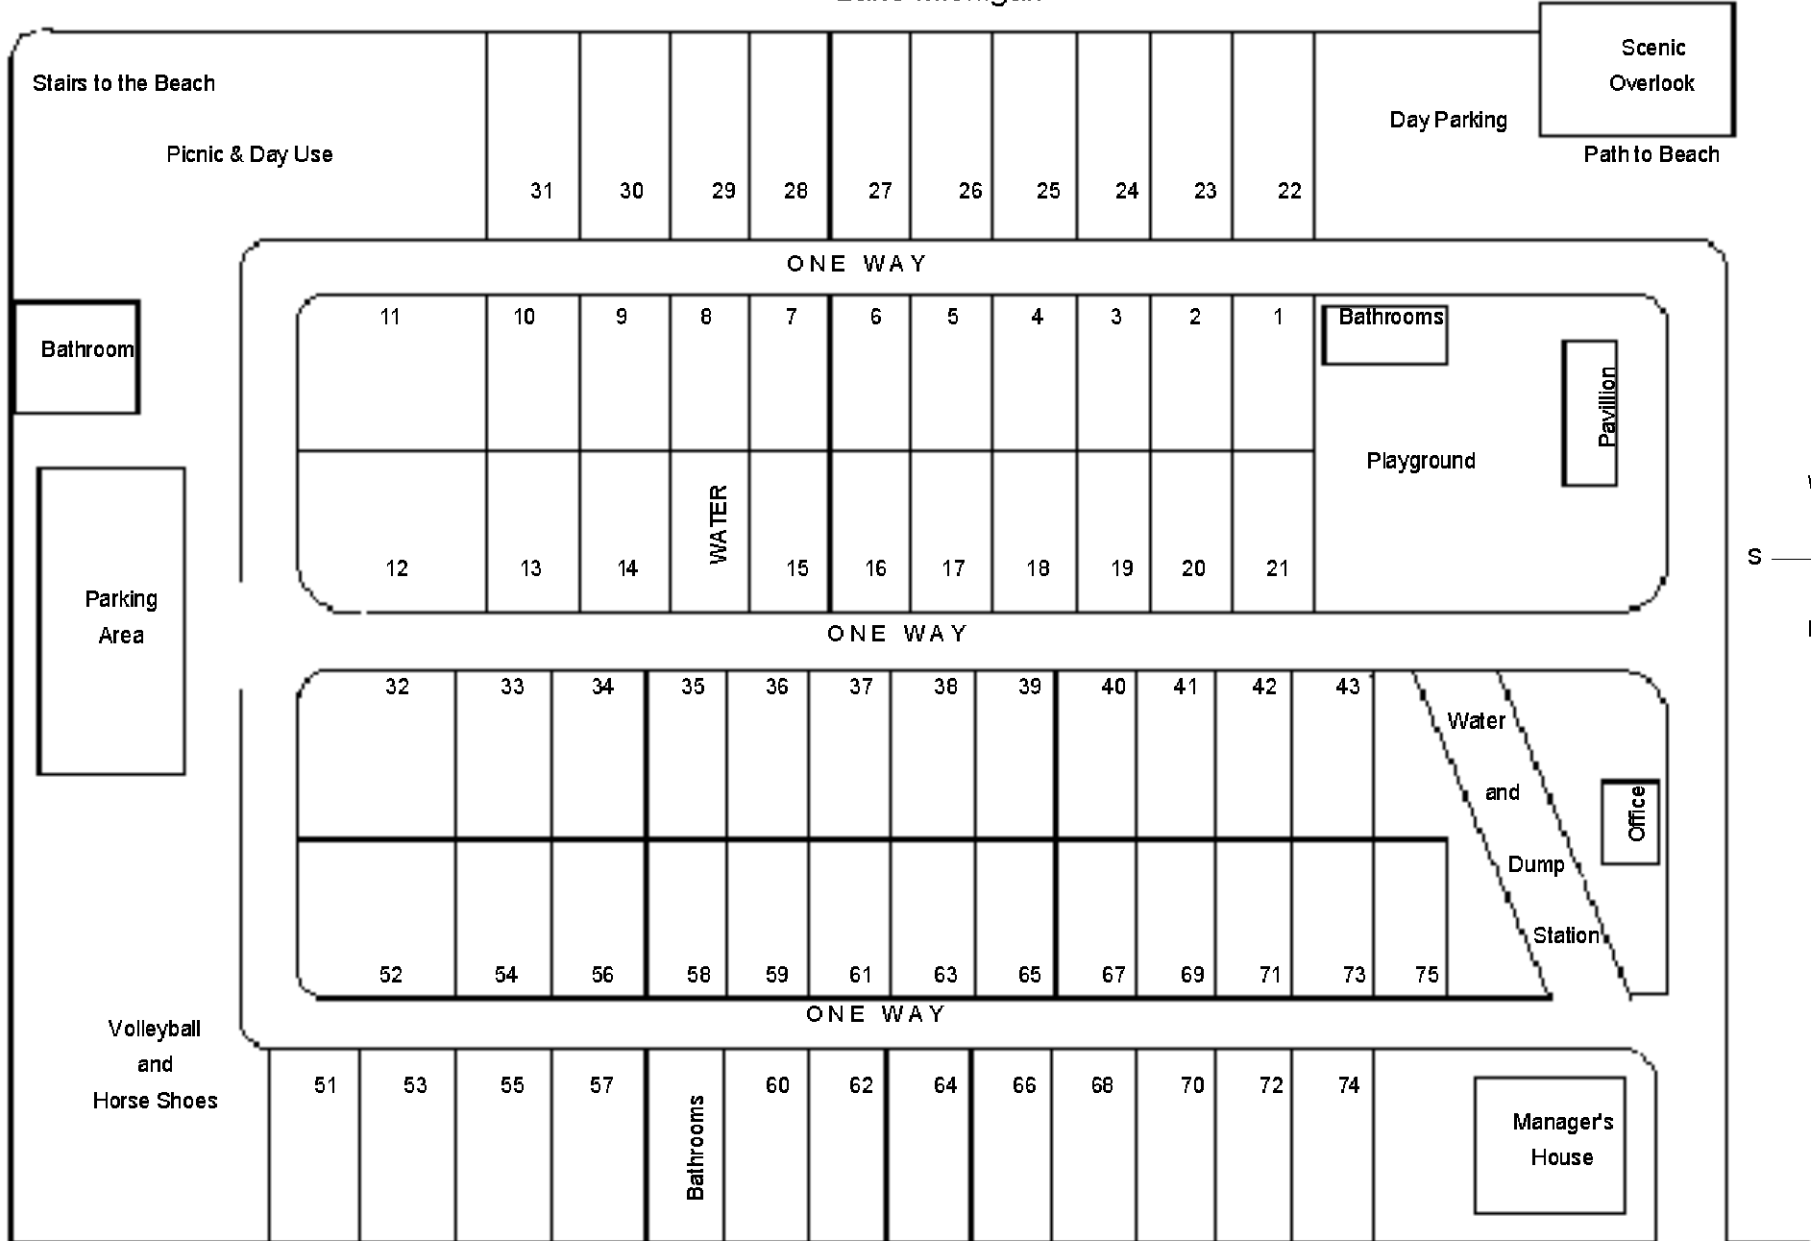 Lake Michigan
Scenic
Overlook
Stairs to the Beach
Day Parking
Picnic & Day Use
Path to Beach
31 30 29 28 27 26 25 24 23 22
ONE WAY
11 10 9 8 7 6 5 4 3 2 1 Bathrooms
Bathroom
Pavillion
Playground
WATER
S
12 13 14 15 16 17 18 19 20 21
Parking
Area
ONE WAY
32 33 34 35 36 37 38 39 40 41 42 43
Water
and
Dump
Station
Office
52 54 56 58 59 61 63 65 67 69 71 73 75
ONE WAY
Volleyball
and
Horse Shoes
51 53 55 57 60 62 64 66 68 70 72 74
Bathrooms
Manager's
House